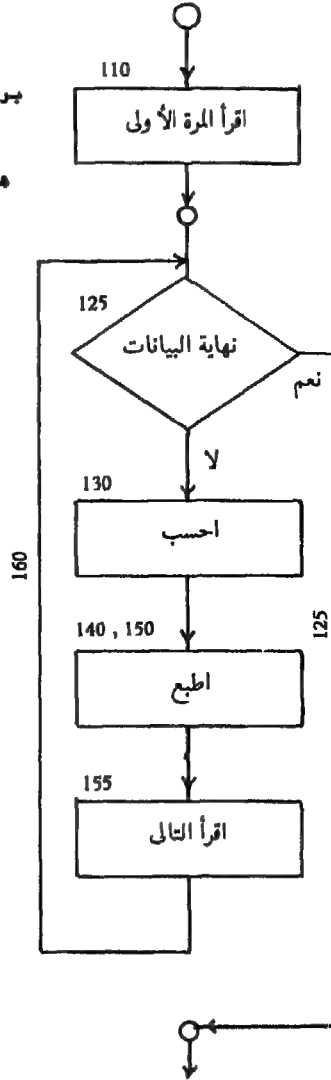 110
اقرأ المرة الأولى
125
نهاية البيانات
نعم
لا
130
احسب
160
140 , 150
125
اطبع
155
اقرأ التالى